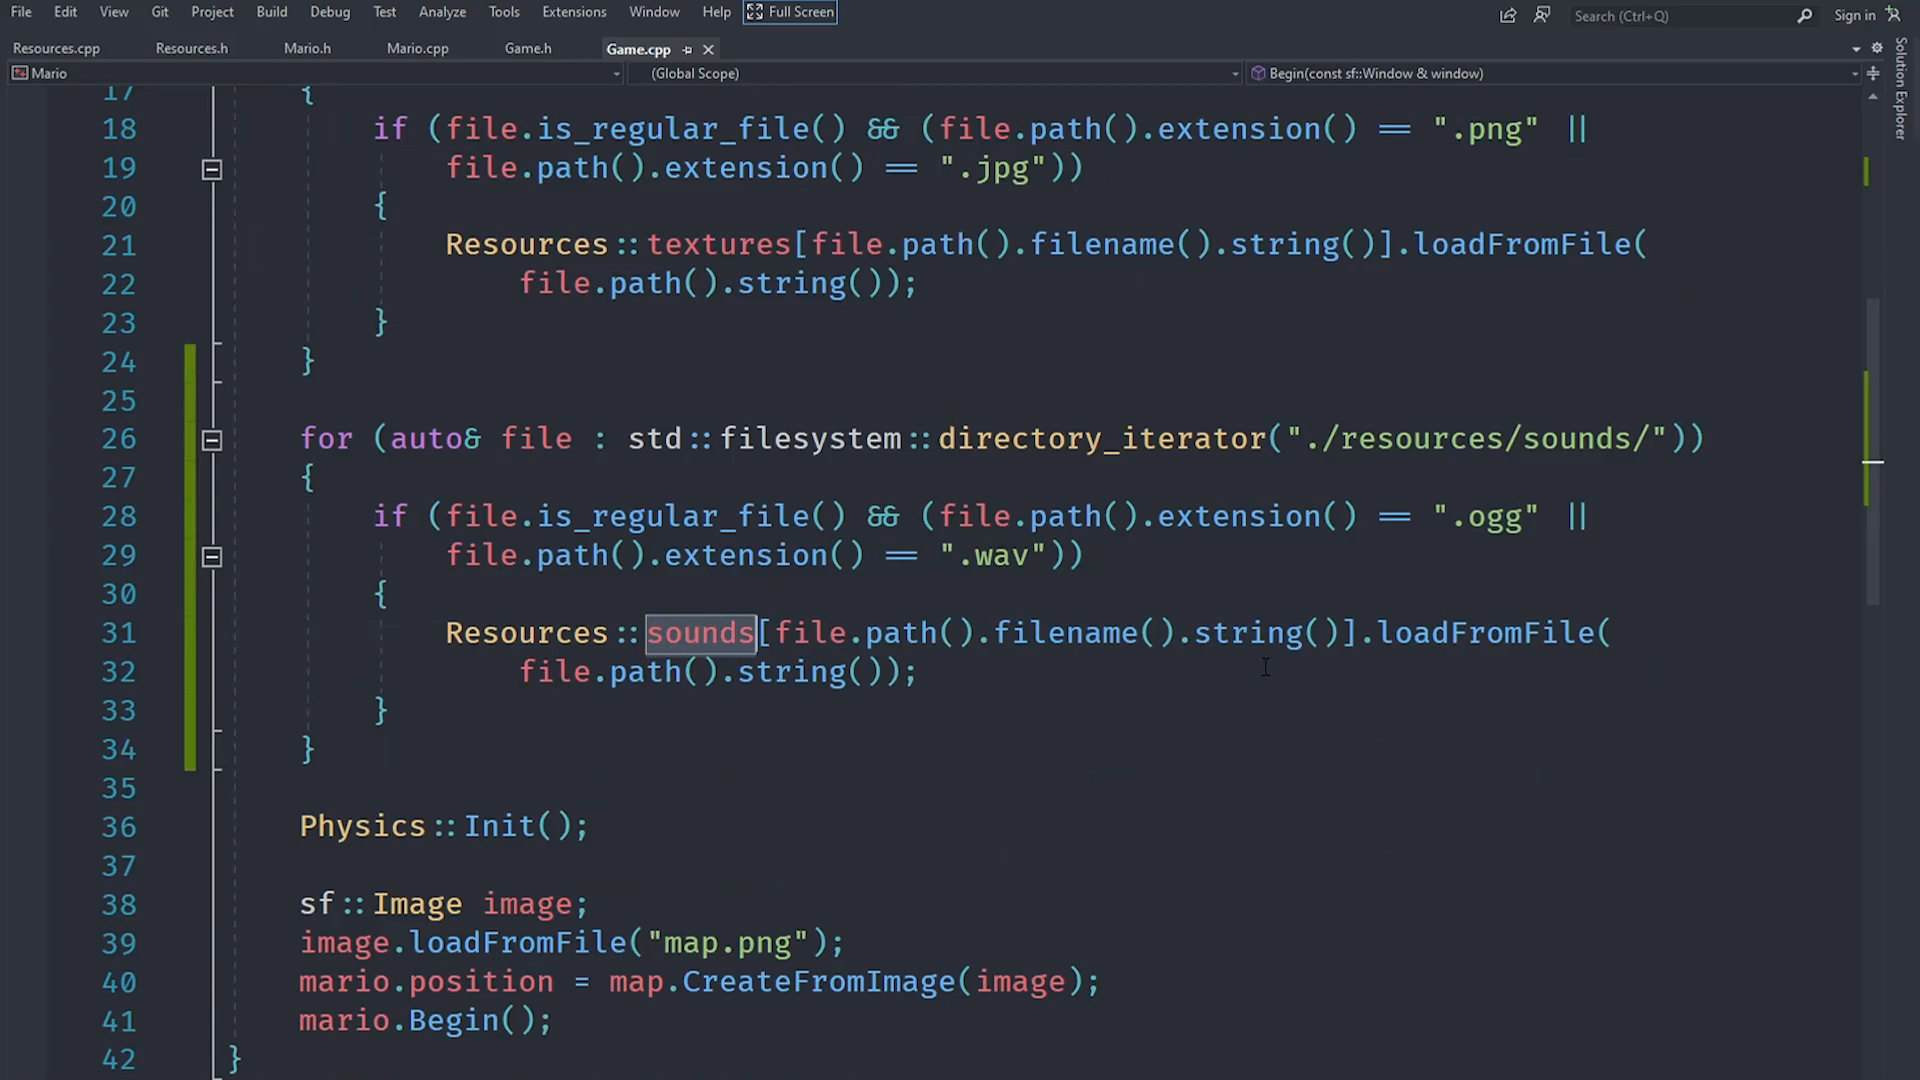 File Edit View Git Project Build Debug Test Analyze Tools Extensions Window Help Full Screen Search (Ctrl+Q) Sign in
Resources.cpp Resources.h Mario.h Mario.cpp Game.h Game.cpp
Mario (Global Scope) Begin(const sf::Window & window)
Solution Explorer
17 {
18 if (file.is_regular_file() && (file.path().extension() == ".png" ||
19 file.path().extension() == ".jpg"))
20 {
21 Resources::textures[file.path().filename().string()].loadFromFile(
22 file.path().string());
23 }
24 }
25
26 for (auto& file : std::filesystem::directory_iterator("./resources/sounds/"))
27 {
28 if (file.is_regular_file() && (file.path().extension() == ".ogg" ||
29 file.path().extension() == ".wav"))
30 {
31 Resources::sounds[file.path().filename().string()].loadFromFile(
32 file.path().string());
33 }
34 }
35
36 Physics::Init();
37
38 sf::Image image;
39 image.loadFromFile("map.png");
40 mario.position = map.CreateFromImage(image);
41 mario.Begin();
42 }